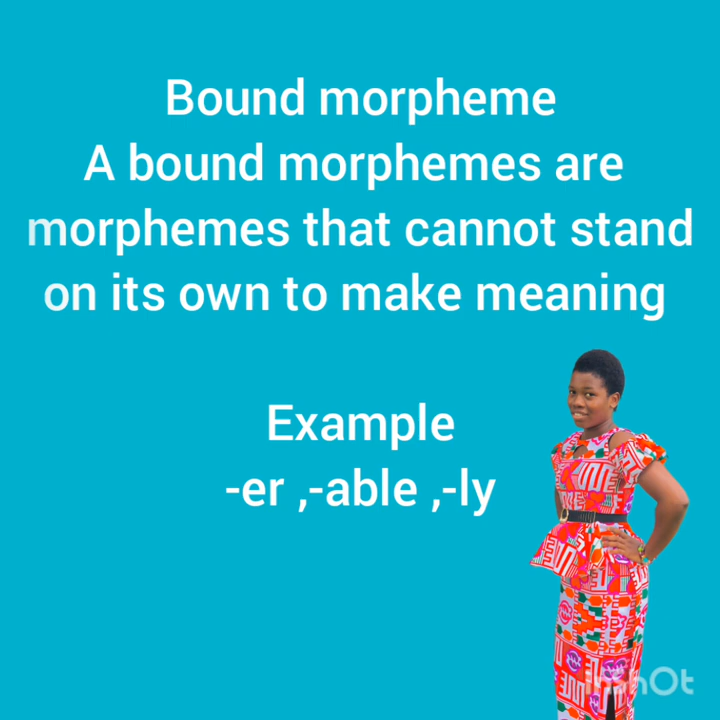 Bound morpheme
A bound morphemes are
morphemes that cannot stand
on its own to make meaning
Example
-er ,-able ,-ly